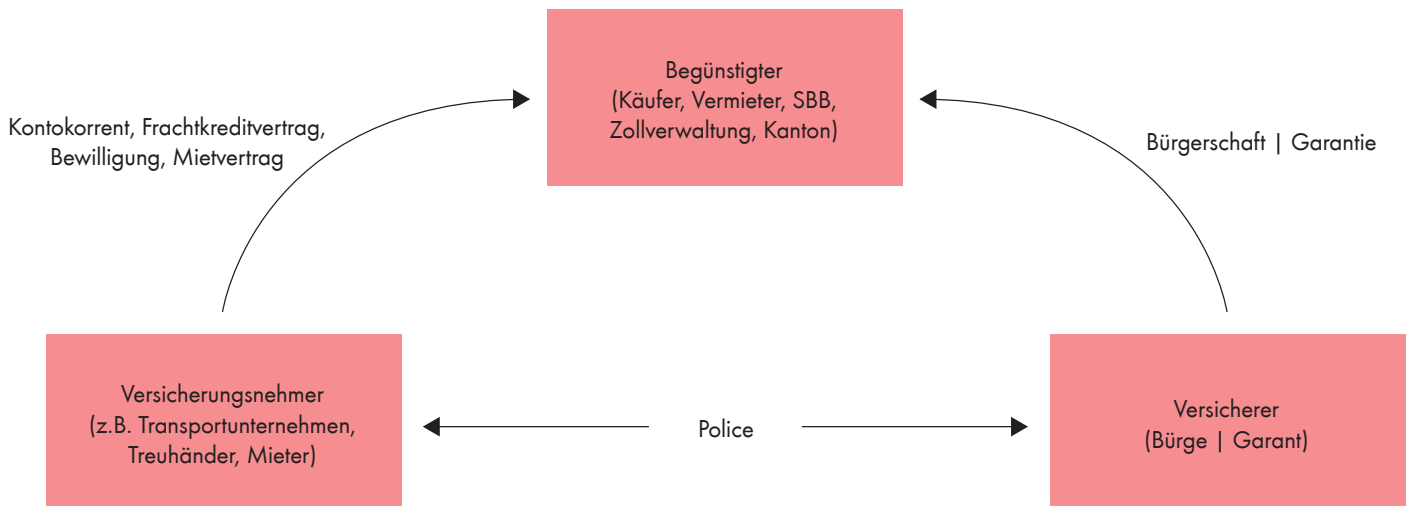 Begünstigter
(Käufer, Vermieter, SBB,
Zollverwaltung, Kanton)
Kontokorrent, Frachtkreditvertrag,
Bewilligung, Mietvertrag
Bürgerschaft | Garantie
Versicherungsnehmer
(z.B. Transportunternehmen,
Treuhänder, Mieter)
Police
Versicherer
(Bürge | Garant)